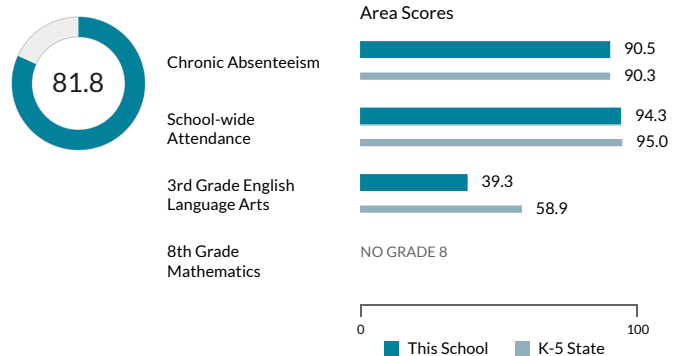 Area Scores
81.8
Chronic Absenteeism
90.5
90.3
School-wide
Attendance
94.3
95.0
3rd Grade English
Language Arts
39.3
58.9
8th Grade
Mathematics
NO GRADE 8
0
100
This School
K-5 State